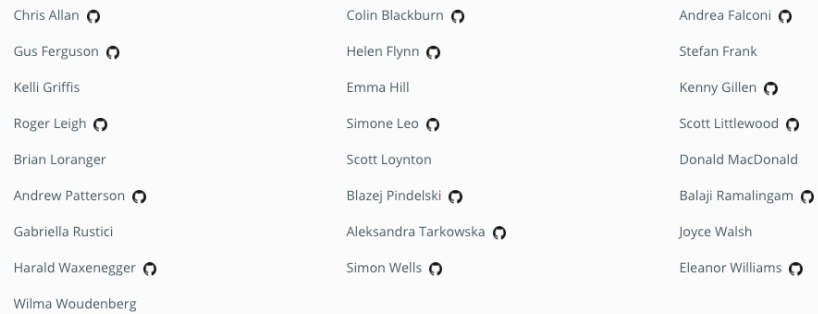 Chris Allan
Colin Blackburn
Andrea Falconi
Gus Ferguson
Helen Flynn
Stefan Frank
Kelli Griffis
Emma Hill
Kenny Gillen
Roger Leigh
Simone Leo
Scott Littlewood
Brian Loranger
Scott Loynton
Donald MacDonald
Andrew Patterson
Blazej Pindelski
Balaji Ramalingam
Gabriella Rustici
Aleksandra Tarkowska
Joyce Walsh
Harald Waxenegger
Simon Wells
Eleanor Williams
Wilma Woudenberg